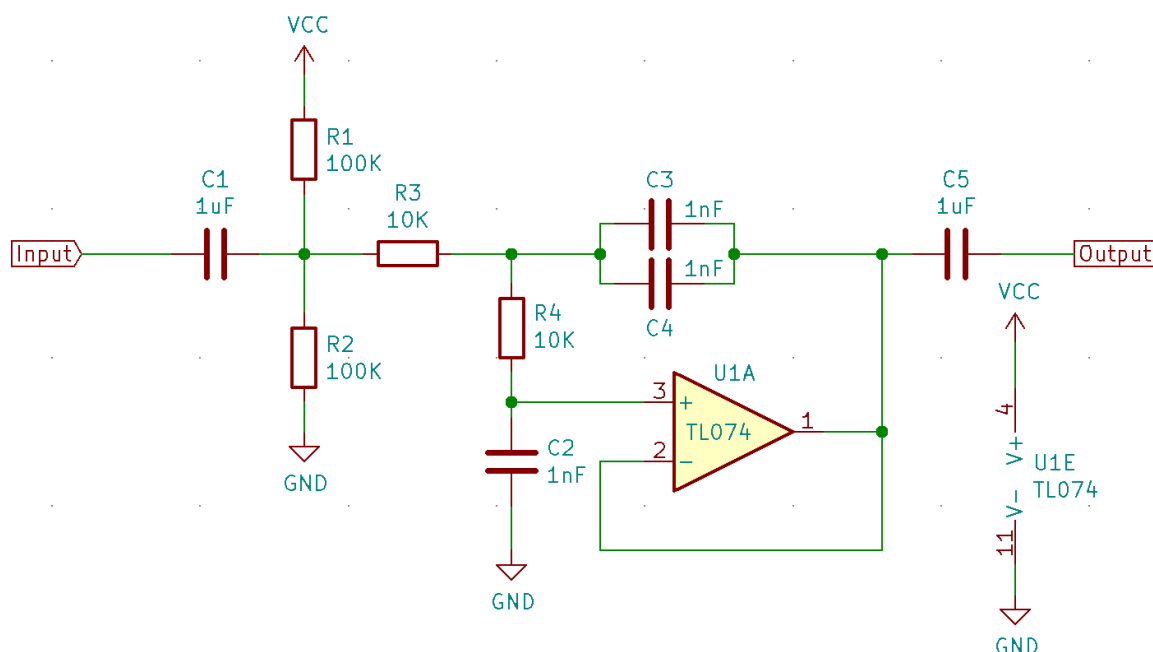 VCC
R1
100K
C1
1uF
R3
10K
C3
1nF
C5
1uF
Input
Output
1nF
C4
VCC
R4
10K
R2
100K
U1A
3
+
TL074
1
2
-
4
V+
U1E
TL074
V-
11
C2
1nF
GND
GND
GND